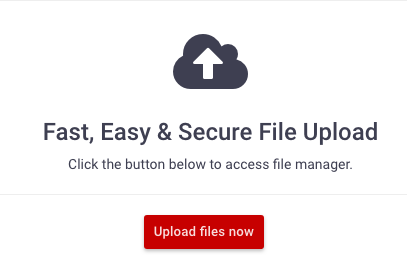 Fast, Easy & Secure File Upload
Click the button below to access file manager.
Upload files now